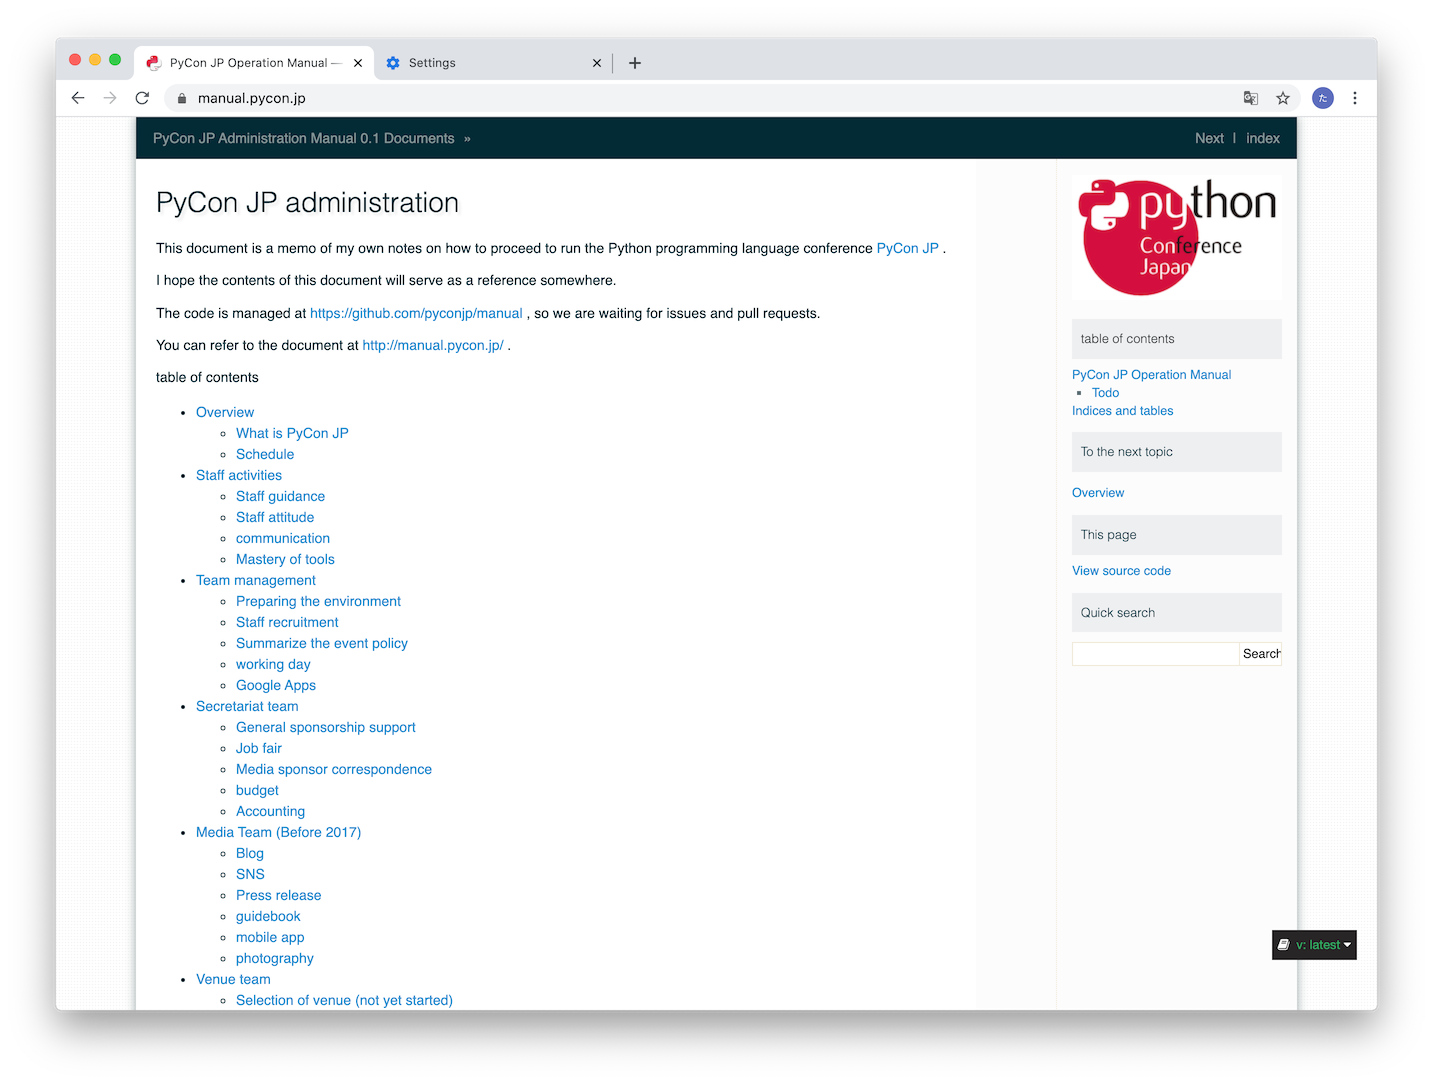 PyCon JP Operation Manual —
Settings
manual.pycon.jp
た
PyCon JP Administration Manual 0.1 Documents »
Next | index
PyCon JP administration
This document is a memo of my own notes on how to proceed to run the Python programming language conference PyCon JP .
I hope the contents of this document will serve as a reference somewhere.
The code is managed at https://github.com/pyconjp/manual , so we are waiting for issues and pull requests.
You can refer to the document at http://manual.pycon.jp/ .
table of contents
• Overview
◦ What is PyCon JP
◦ Schedule
• Staff activities
◦ Staff guidance
◦ Staff attitude
◦ communication
◦ Mastery of tools
• Team management
◦ Preparing the environment
◦ Staff recruitment
◦ Summarize the event policy
◦ working day
◦ Google Apps
• Secretariat team
◦ General sponsorship support
◦ Job fair
◦ Media sponsor correspondence
◦ budget
◦ Accounting
• Media Team (Before 2017)
◦ Blog
◦ SNS
◦ Press release
◦ guidebook
◦ mobile app
◦ photography
• Venue team
◦ Selection of venue (not yet started)
python
Conference
Japan
table of contents
PyCon JP Operation Manual
▪ Todo
Indices and tables
To the next topic
Overview
This page
View source code
Quick search
Search
v: latest